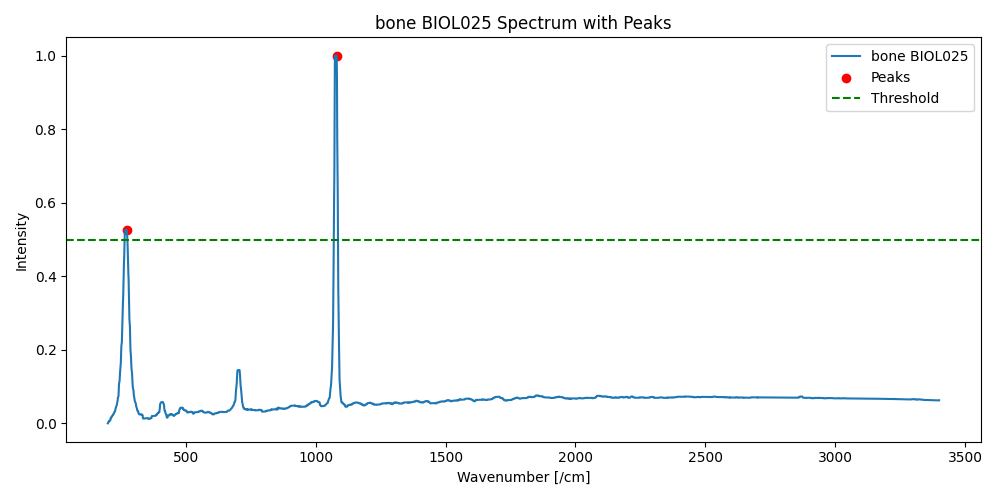 bone BIOL025 Spectrum with Peaks
bone BIOL025
Peaks
Threshold
Intensity
1.0
0.8
0.6
0.4
0.2
0.0
500 1000 1500 2000 2500 3000 3500
Wavenumber [/cm]